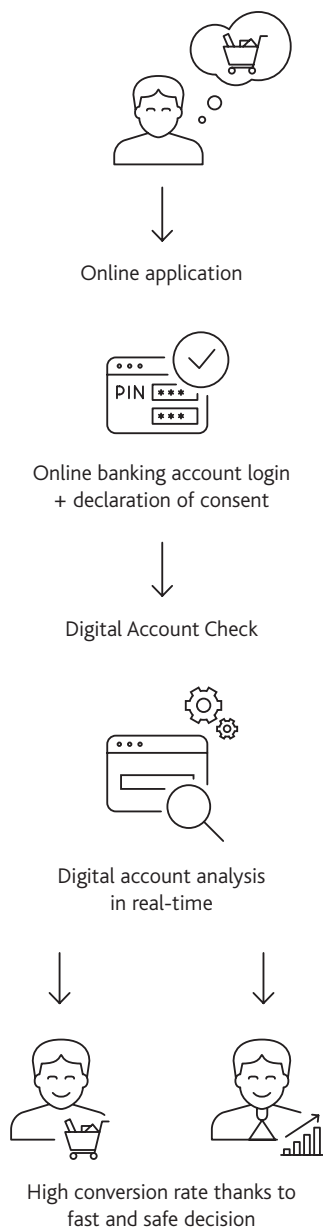 Online application
PIN ***
***
Online banking account login
+ declaration of consent
Digital Account Check
Digital account analysis
in real-time
High conversion rate thanks to
fast and safe decision